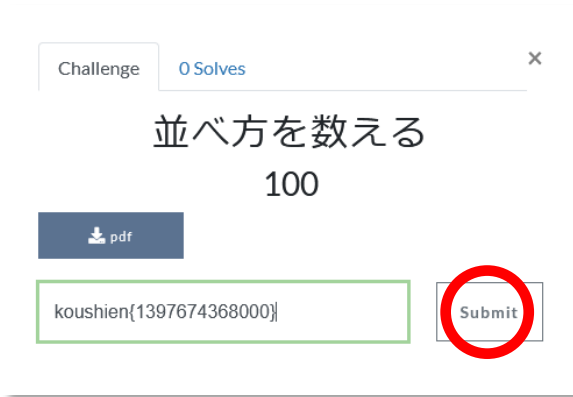 Challenge 0 Solves ×
並べ方を数える
100
pdf
koushien{1397674368000}
Submit